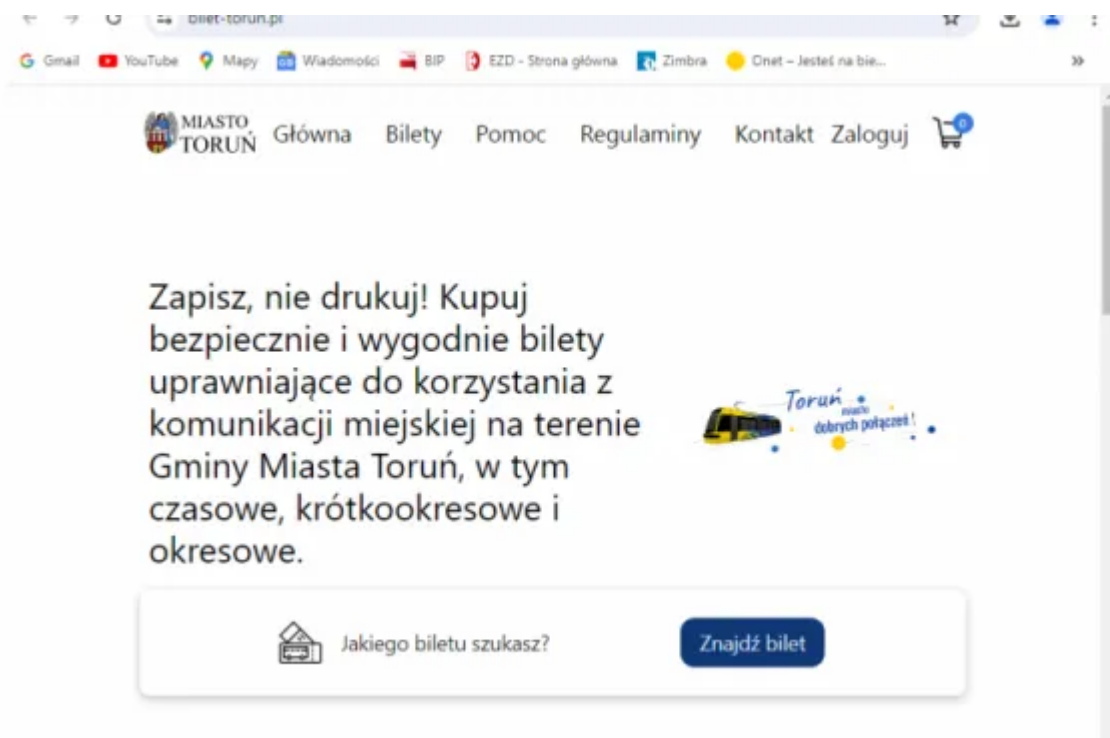 bilet-torun.pl
Gmail YouTube Mapy Wiadomości BIP EZD - Strona główna Zimbra Onet – Jesteś na bie... »
MIASTO TORUŃ Główna Bilety Pomoc Regulaminy Kontakt Zaloguj 0
Zapisz, nie drukuj! Kupuj
bezpiecznie i wygodnie bilety
uprawniające do korzystania z
komunikacji miejskiej na terenie
Gminy Miasta Toruń, w tym
czasowe, krótkookresowe i
okresowe.
Toruń
miasto
dobrych połączeń!
Jakiego biletu szukasz? Znajdź bilet